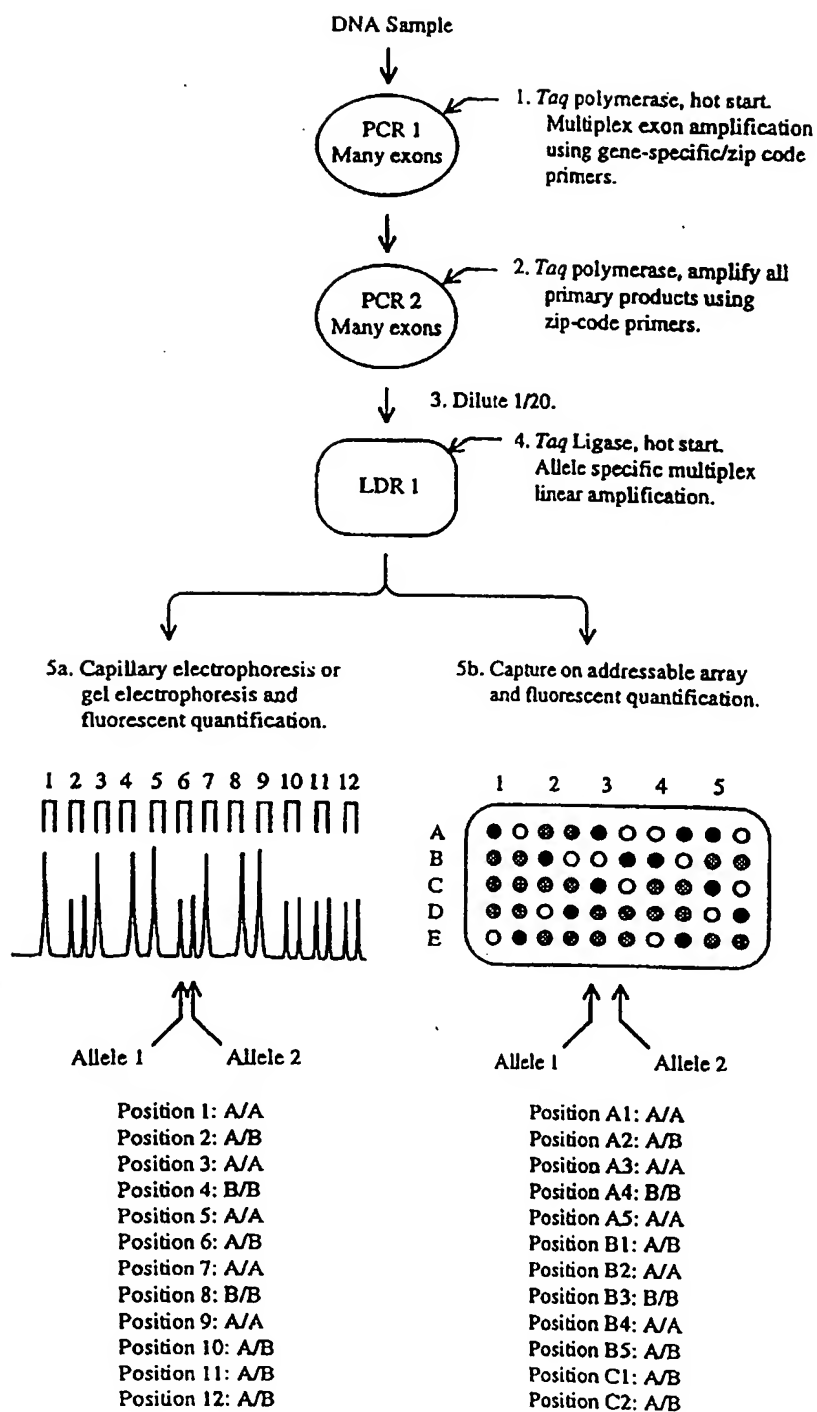 DNA Sample
PCR 1
Many exons
1. Taq polymerase, hot start.
Multiplex exon amplification
using gene-specific/zip code
primers.
PCR 2
Many exons
2. Taq polymerase, amplify all
primary products using
zip-code primers.
3. Dilute 1/20.
LDR 1
4. Taq Ligase, hot start.
Allele specific multiplex
linear amplification.
5a. Capillary electrophoresis or
gel electrophoresis and
fluorescent quantification.
1 2 3 4 5 6 7 8 9 10 11 12
Allele 1 Allele 2
Position 1: A/A
Position 2: A/B
Position 3: A/A
Position 4: B/B
Position 5: A/A
Position 6: A/B
Position 7: A/A
Position 8: B/B
Position 9: A/A
Position 10: A/B
Position 11: A/B
Position 12: A/B
5b. Capture on addressable array
and fluorescent quantification.
1 2 3 4 5
A
B
C
D
E
Allele 1 Allele 2
Position A1: A/A
Position A2: A/B
Position A3: A/A
Position A4: B/B
Position A5: A/A
Position B1: A/B
Position B2: A/A
Position B3: B/B
Position B4: A/A
Position B5: A/B
Position C1: A/B
Position C2: A/B